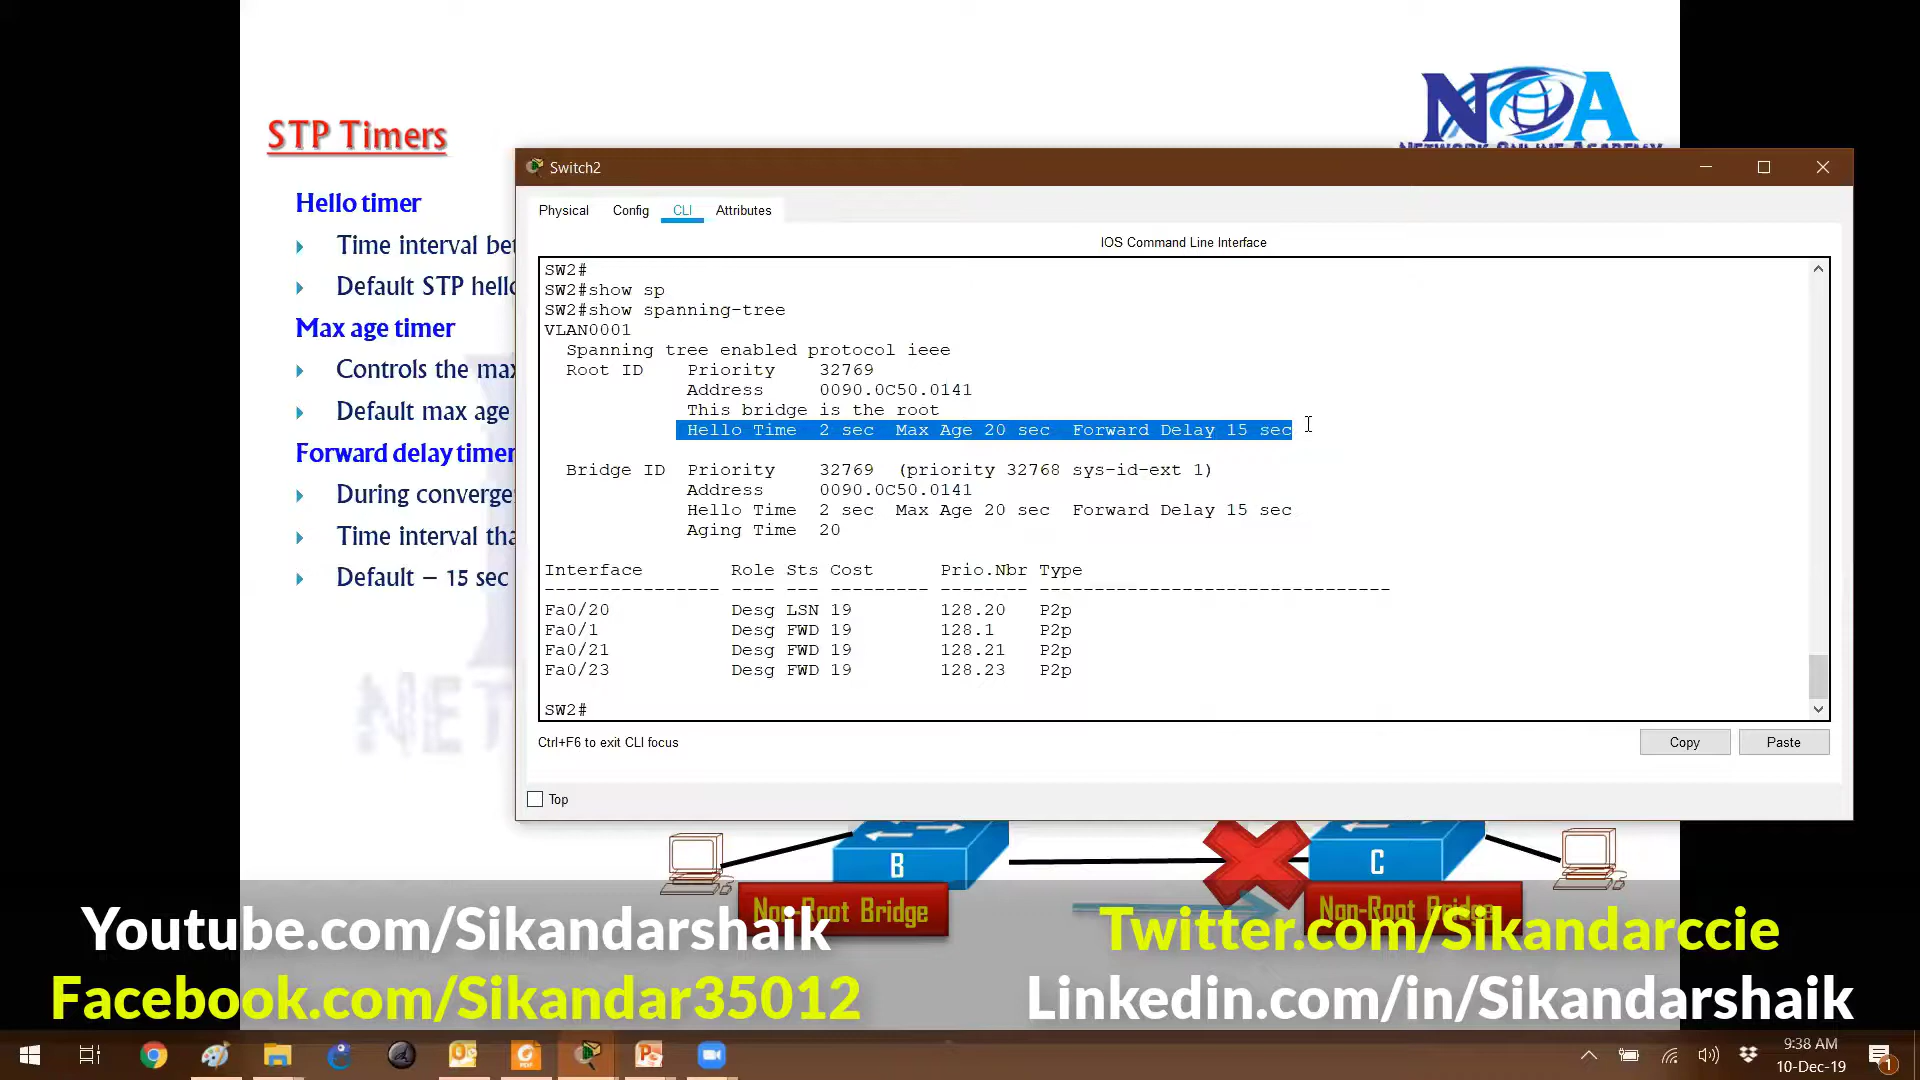 STP Timers
NOA
Hello timer
Time interval bet
Default STP hello
Max age timer
Controls the max
Default max age
Forward delay timer
During converge
Time interval tha
Default – 15 sec
Switch2
Physical Config CLI Attributes
IOS Command Line Interface
SW2#
SW2#show sp
SW2#show spanning-tree
VLAN0001
Spanning tree enabled protocol ieee
Root ID Priority 32769
Address 0090.0C50.0141
This bridge is the root
Hello Time 2 sec Max Age 20 sec Forward Delay 15 sec
Bridge ID Priority 32769 (priority 32768 sys-id-ext 1)
Address 0090.0C50.0141
Hello Time 2 sec Max Age 20 sec Forward Delay 15 sec
Aging Time 20
Interface Role Sts Cost Prio.Nbr Type
---------------- ---- --- --------- -------- --------------------------------
Fa0/20 Desg LSN 19 128.20 P2p
Fa0/1 Desg FWD 19 128.1 P2p
Fa0/21 Desg FWD 19 128.21 P2p
Fa0/23 Desg FWD 19 128.23 P2p
SW2#
Ctrl+F6 to exit CLI focus
Copy Paste
Top
B C
Non-Root Bridge Non-Root Bridge
Youtube.com/Sikandarshaik Twitter.com/Sikandarccie
Facebook.com/Sikandar35012 Linkedin.com/in/Sikandarshaik
9:38 AM
10-Dec-19
1